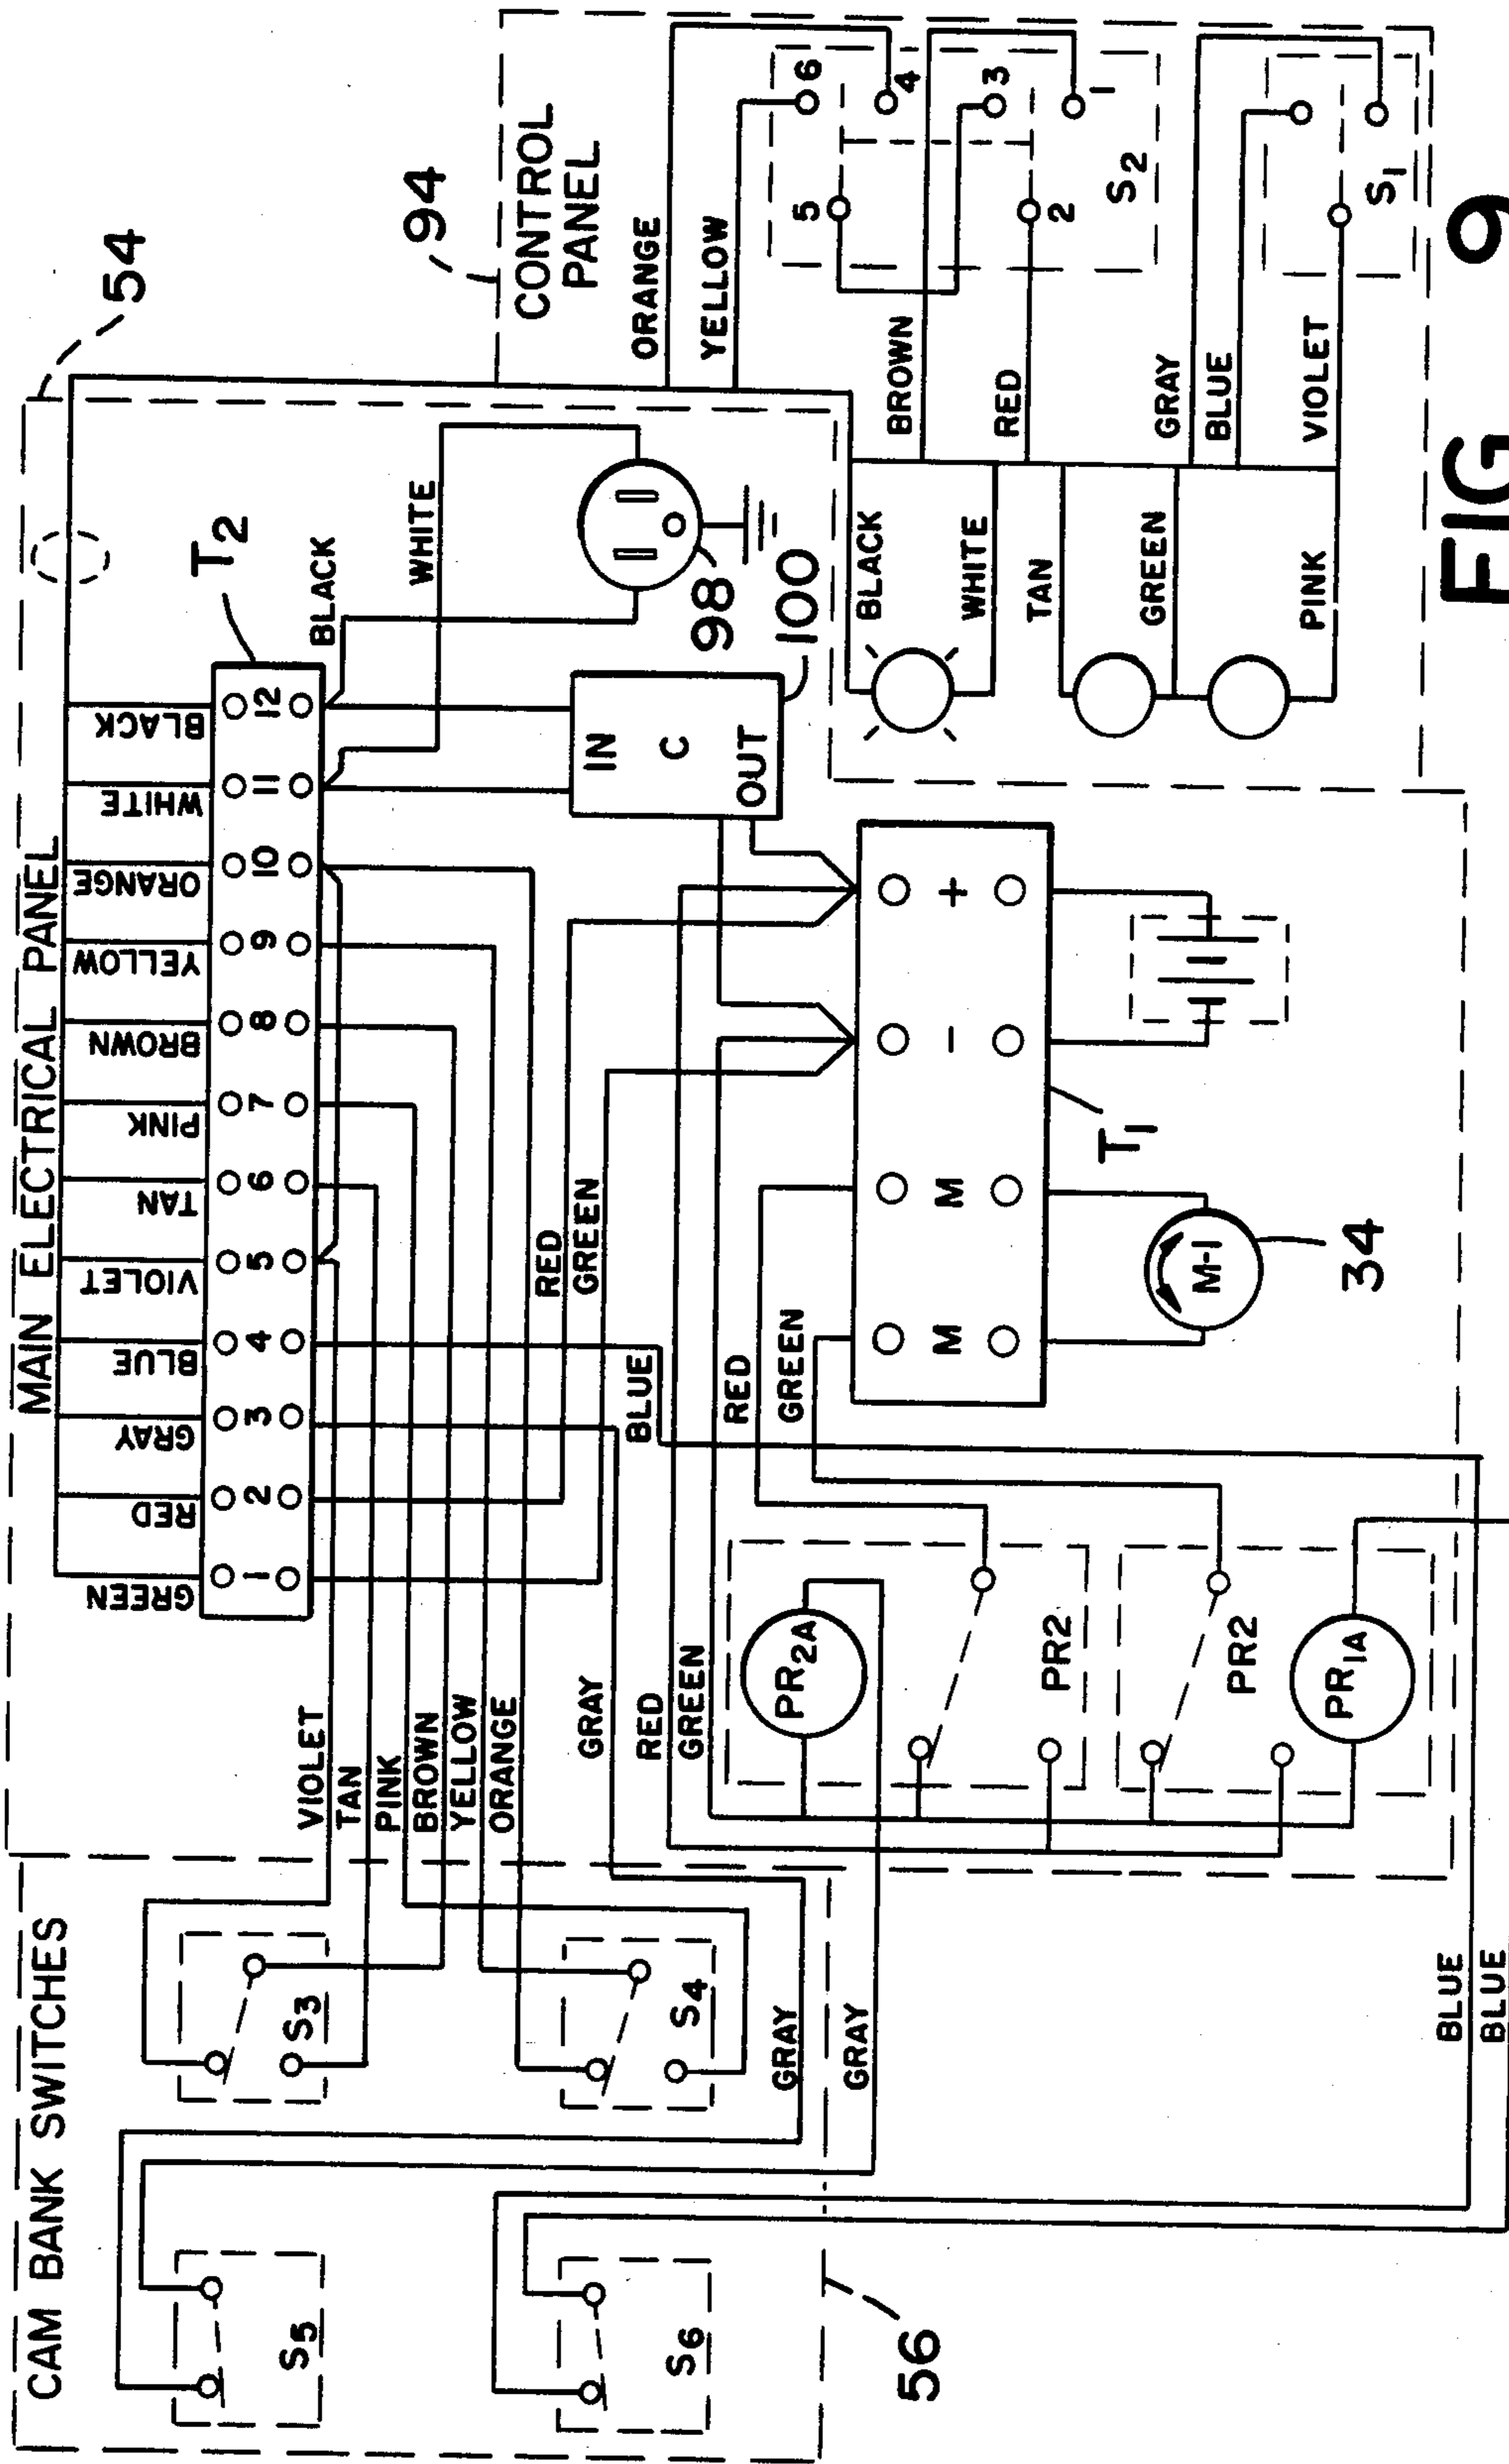 CAM BANK SWITCHES
MAIN ELECTRICAL PANEL
54
GREEN
RED
GRAY
BLUE
VIOLET
TAN
PINK
BROWN
YELLOW
ORANGE
WHITE
BLACK
1 2 3 4 5 6 7 8 9 10 11 12
T2
94
CONTROL
PANEL
VIOLET
TAN
PINK
BROWN
YELLOW
ORANGE
RED
GREEN
BLACK
WHITE
S5
S3
S6
S4
GRAY
RED
GREEN
BLUE
RED
GREEN
IN
C
OUT
98
100
ORANGE
YELLOW
BROWN
RED
GRAY
BLUE
VIOLET
BLACK
WHITE
TAN
GREEN
PINK
5
6
4
3
2
1
S2
S1
GRAY
GRAY
PR2A
PR2
PR2
PR1A
M M - +
T1
M-1
34
56
BLUE
BLUE
FIG 9